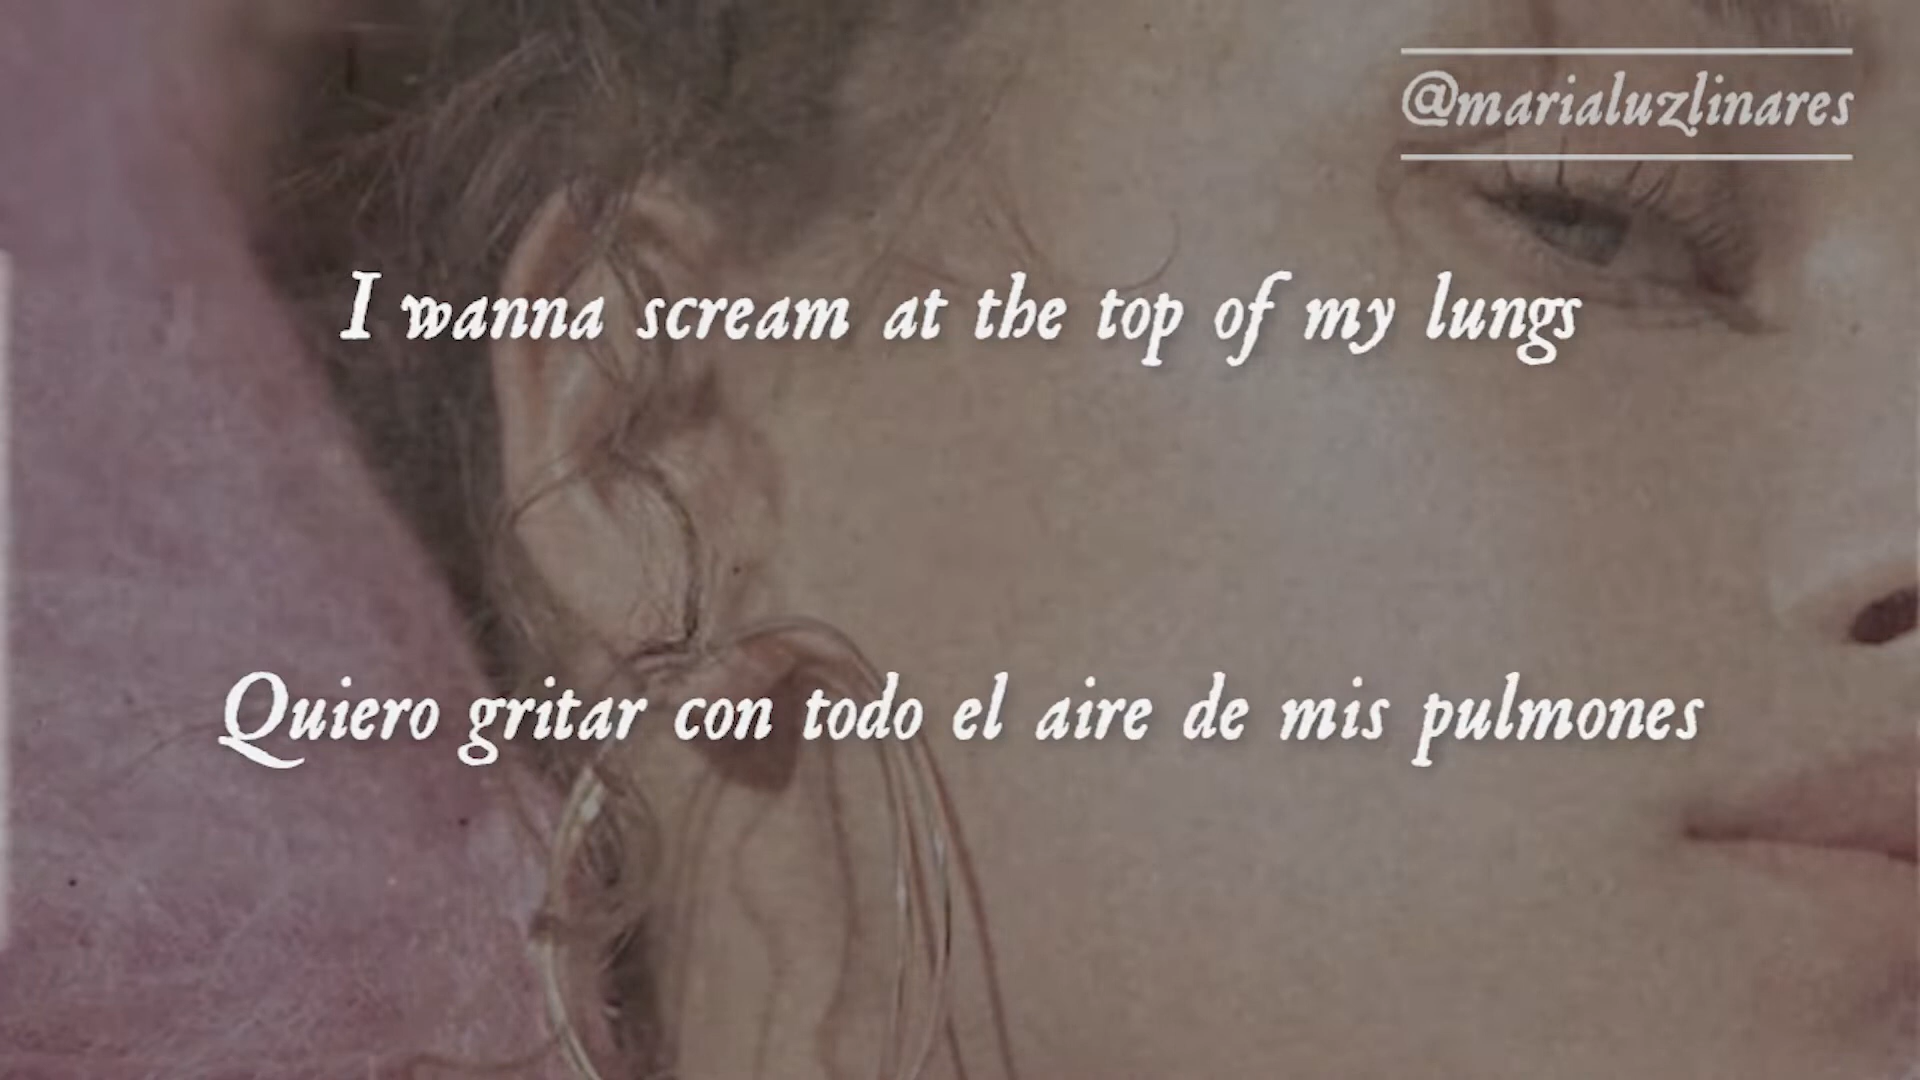 @marialuzlinares
I wanna scream at the top of my lungs
Quiero gritar con todo el aire de mis pulmones